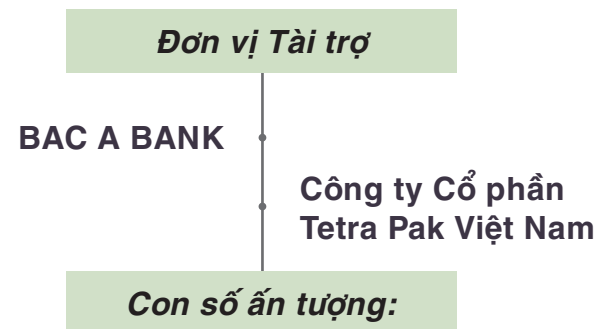 Đơn vị Tài trợ
BAC A BANK
Công ty Cổ phần
Tetra Pak Việt Nam
Con số ấn tượng: